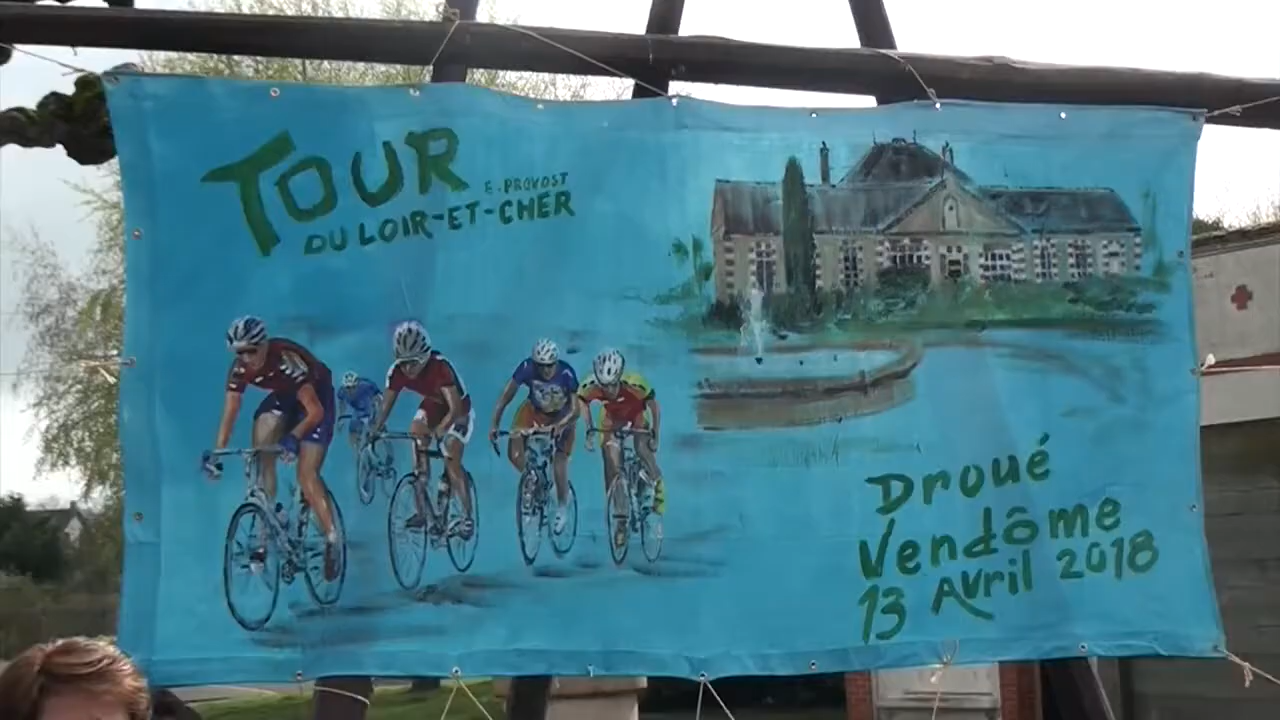 TOUR
E. PROVOST
DU LOIR-ET-CHER
Droué
Vendôme
13 Avril 2018